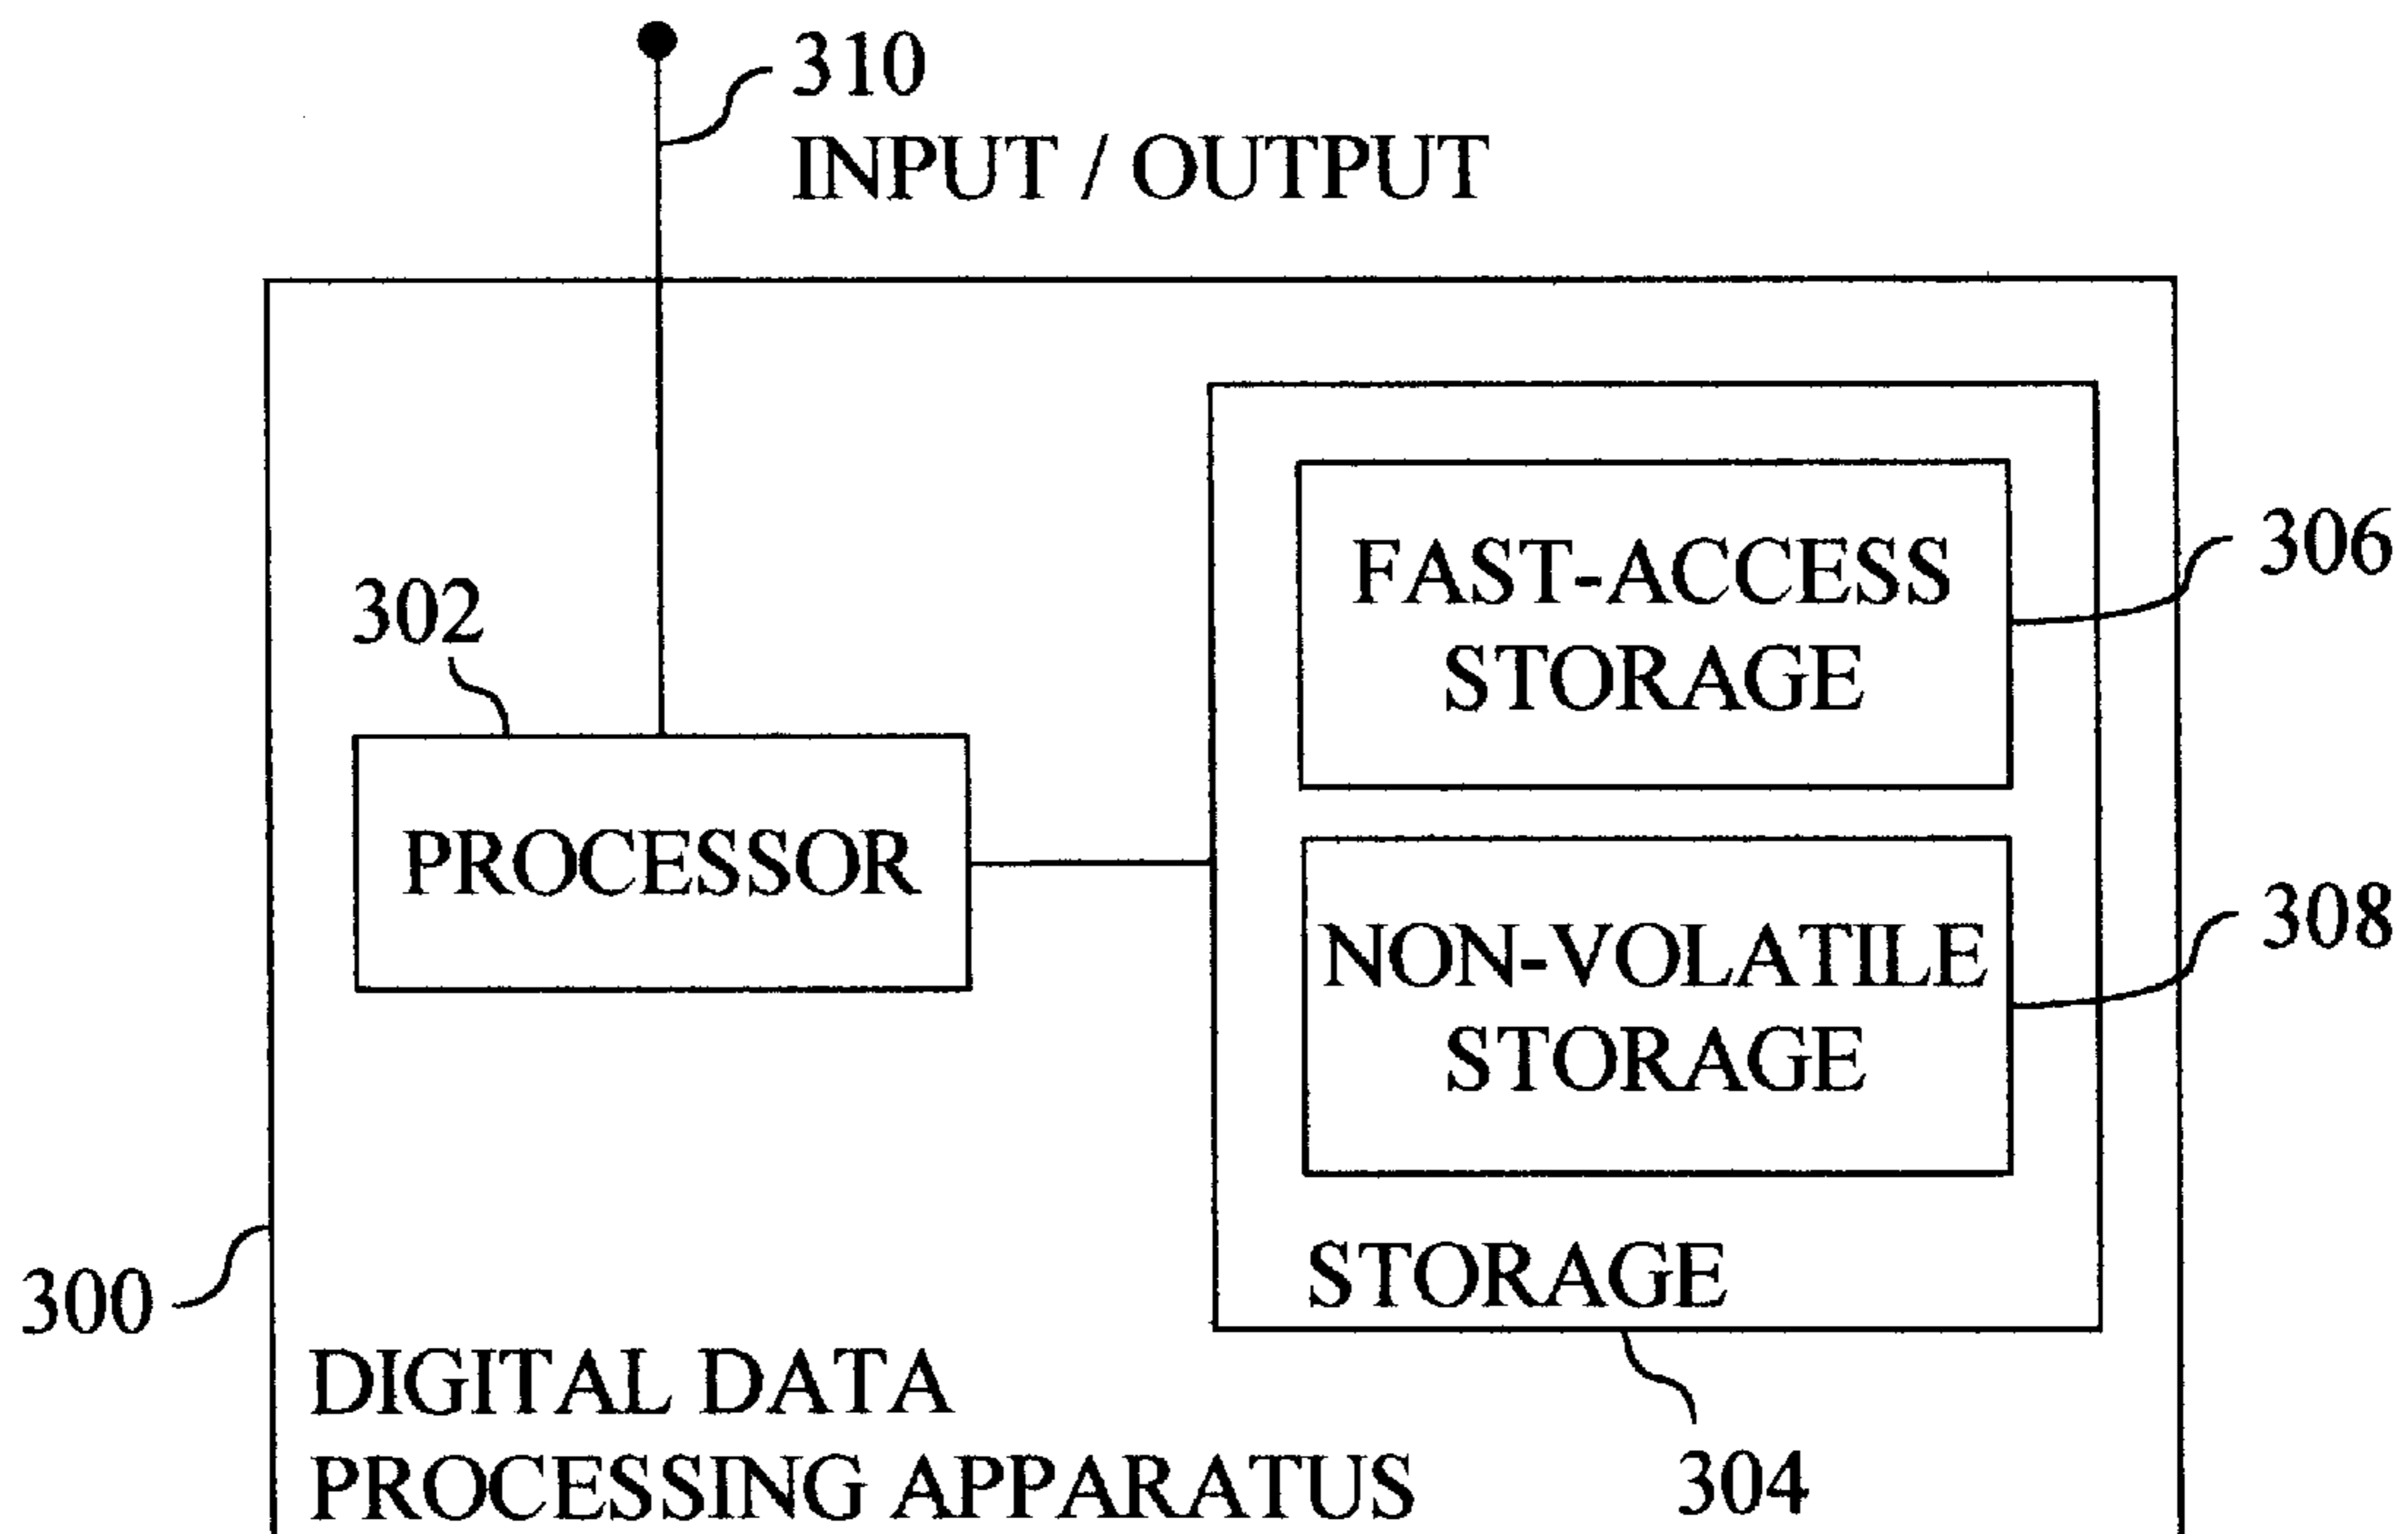 310
INPUT / OUTPUT
302
PROCESSOR
FAST-ACCESS
STORAGE
306
NON-VOLATILE
STORAGE
308
STORAGE
304
300
DIGITAL DATA
PROCESSING APPARATUS